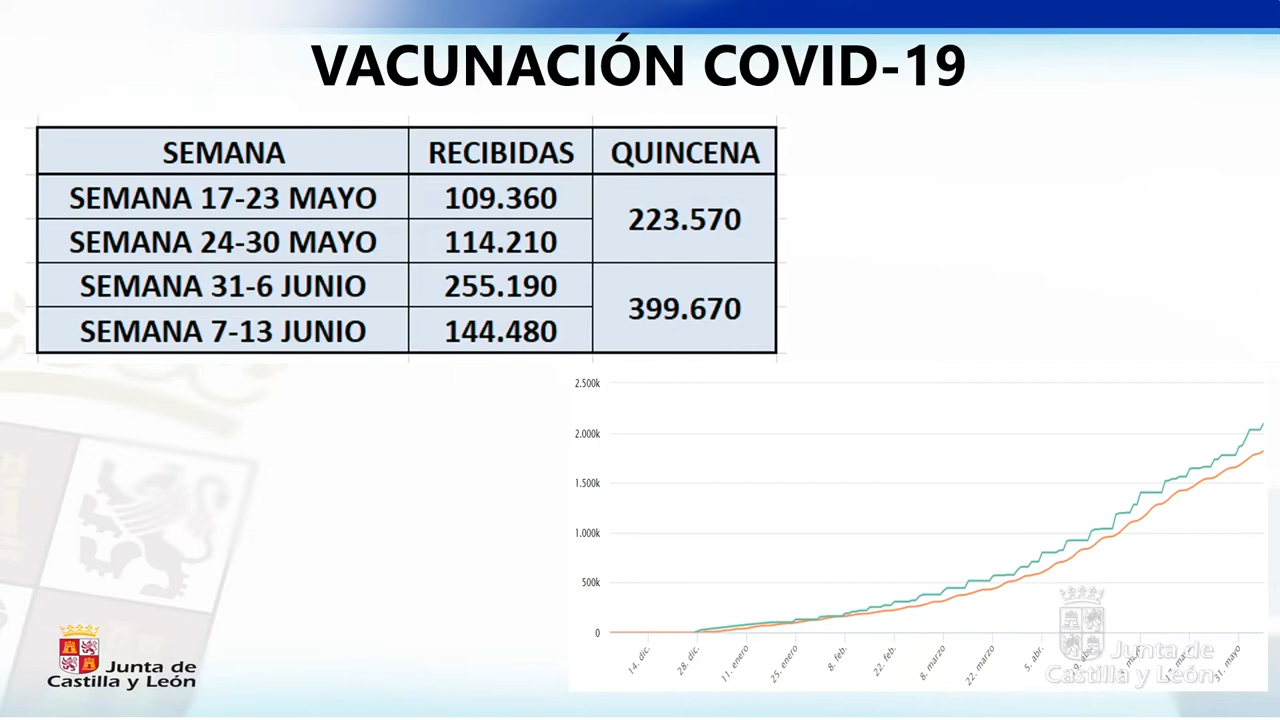 VACUNACIÓN COVID-19
SEMANA RECIBIDAS QUINCENA
SEMANA 17-23 MAYO 109.360
223.570
SEMANA 24-30 MAYO 114.210
SEMANA 31-6 JUNIO 255.190
399.670
SEMANA 7-13 JUNIO 144.480
2.500k
2.000k
1.500k
1.000k
500k
0
14. dic.
28. dic.
11. enero
25. enero
8. feb.
22. feb.
8. marzo
22. marzo
5. abr.
31. mayo
Junta de
Castilla y León
Junta de
Castilla y León